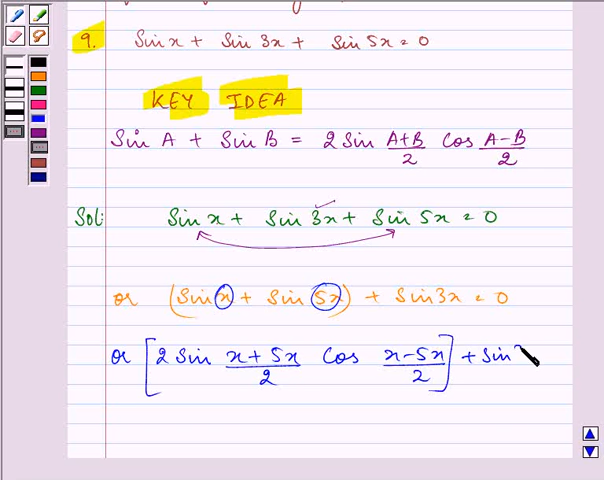 9. Sin x + Sin 3x + Sin 5x = 0
KEY IDEA
Sin A + Sin B = 2 Sin A+B/2 Cos A-B/2
Sol: Sin x + Sin 3x + Sin 5x = 0
or (Sin x + Sin 5x) + Sin 3x = 0
or [2 Sin x+5x/2 Cos x-5x/2] + Sin